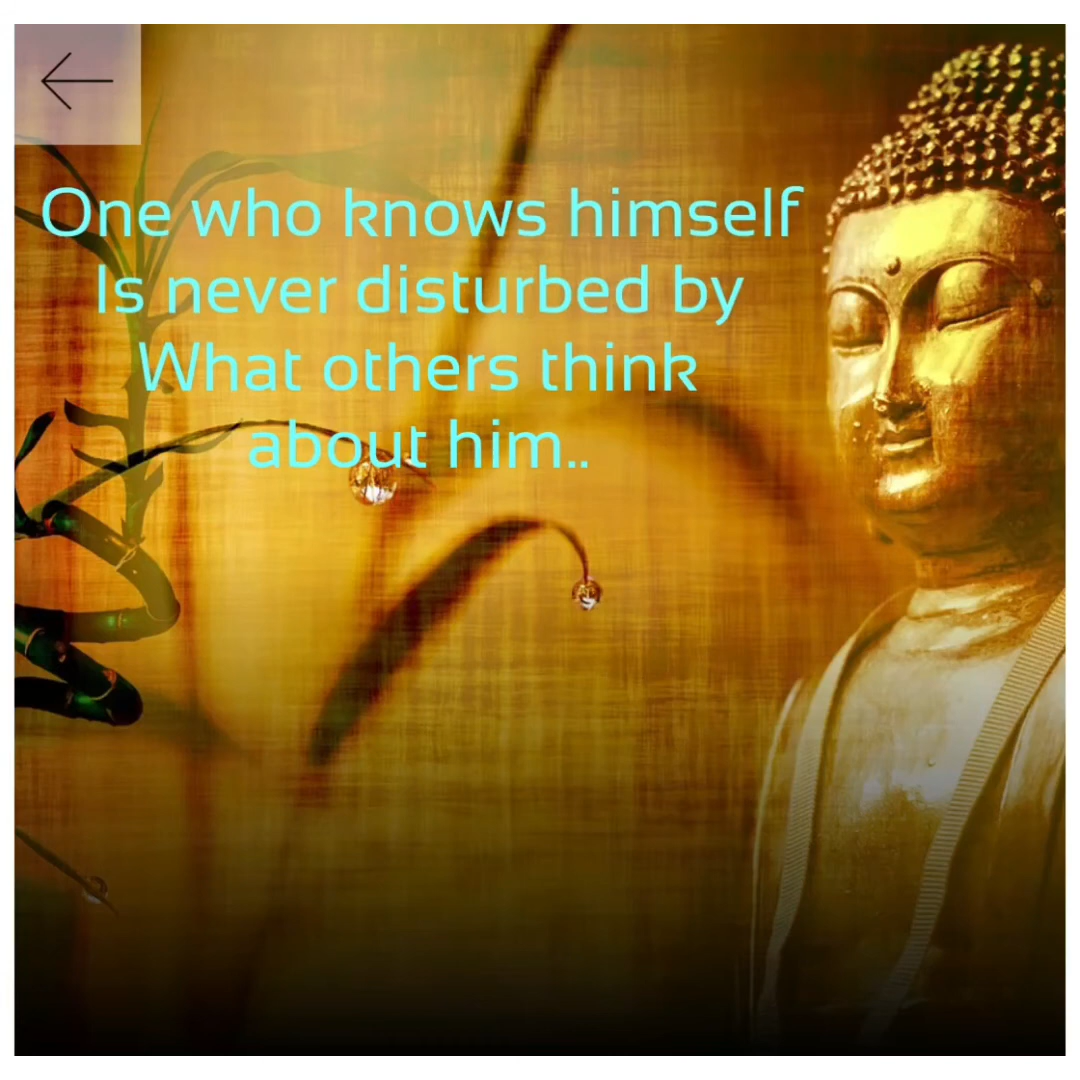 One who knows himself
Is never disturbed by
What others think
about him..